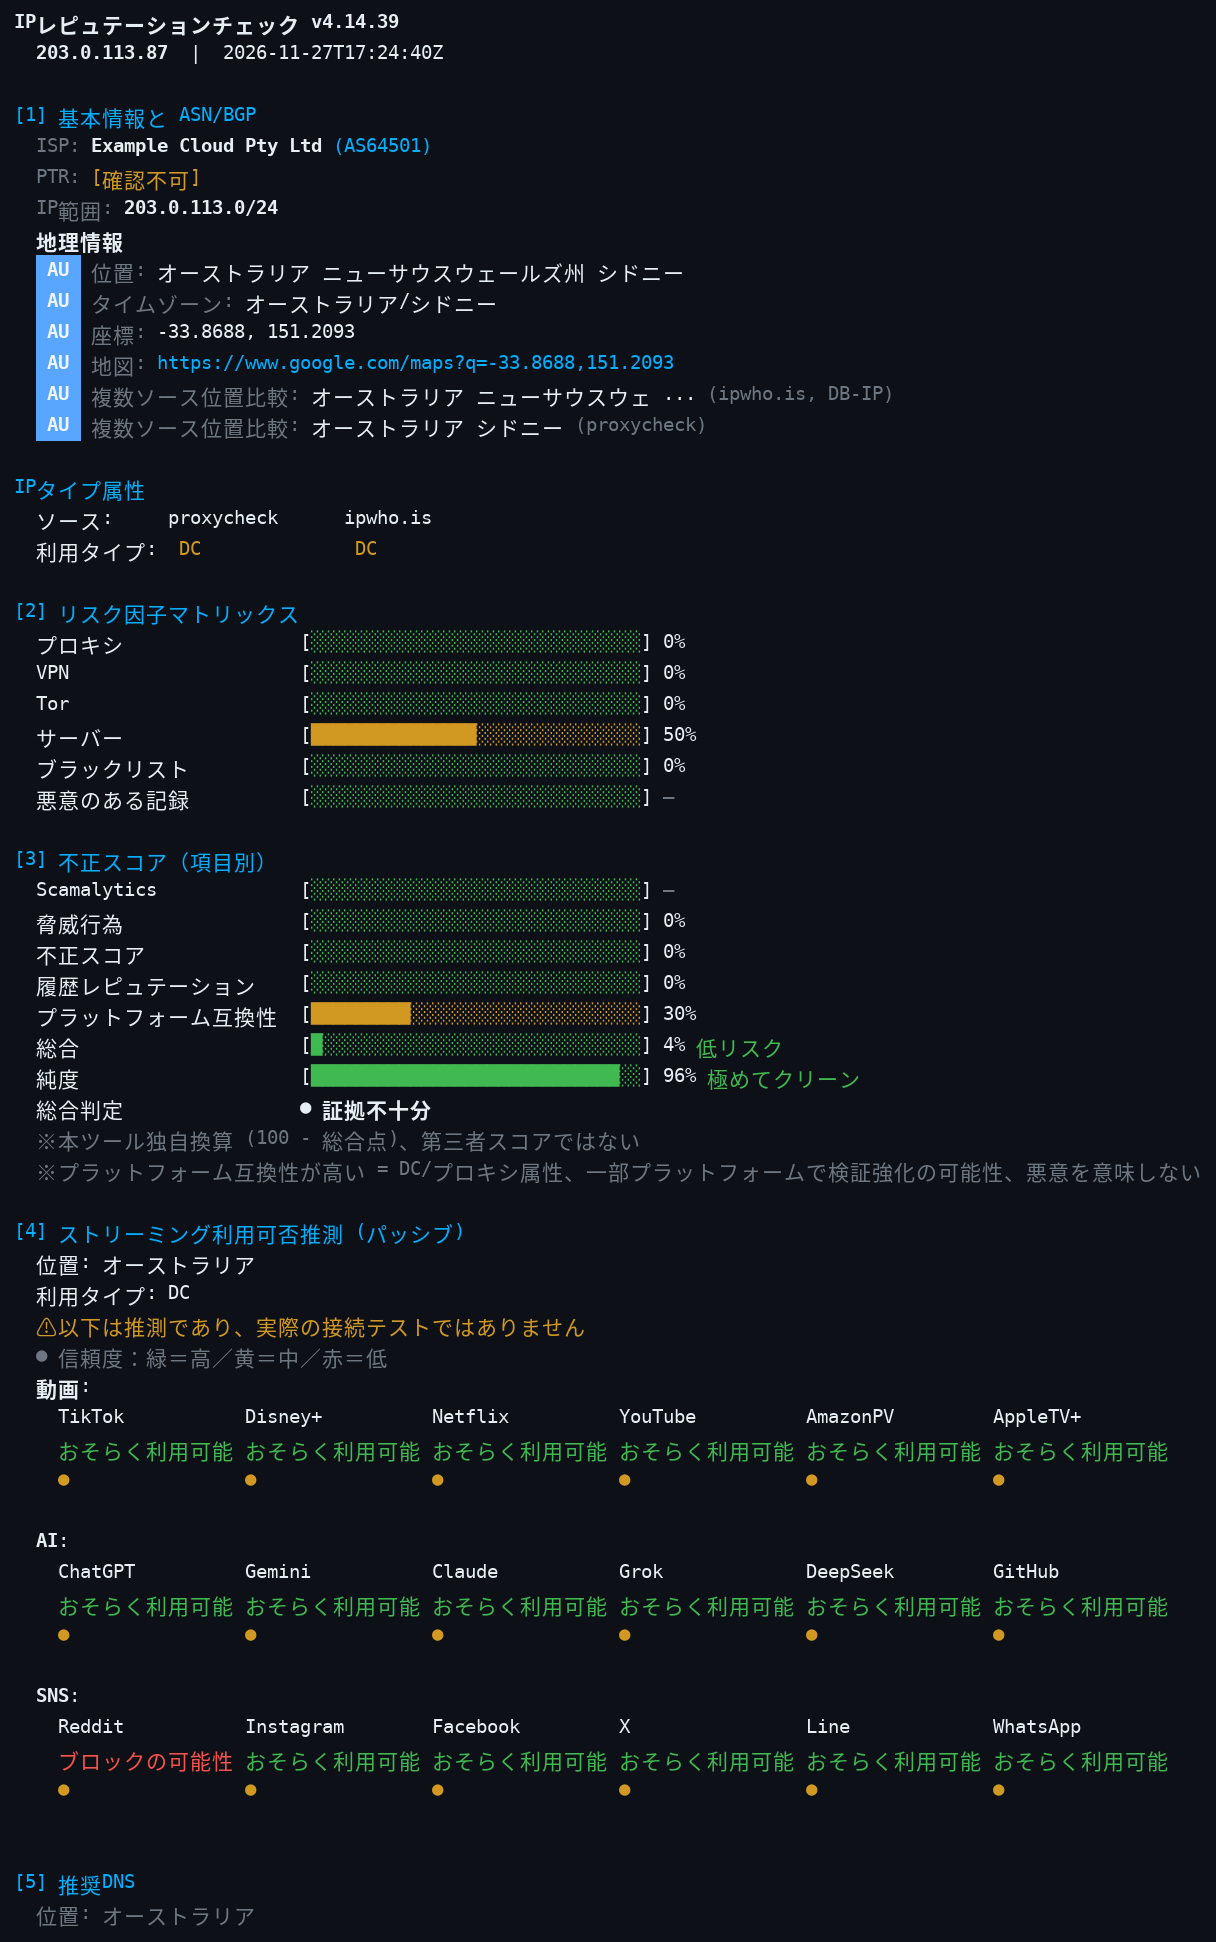 IPレピュテーションチェック v4.14.39
203.0.113.87 | 2026-11-27T17:24:40Z
[1] 基本情報と ASN/BGP
ISP: Example Cloud Pty Ltd (AS64501)
PTR: [確認不可]
IP範囲: 203.0.113.0/24
地理情報
AU 位置: オーストラリア ニューサウスウェールズ州 シドニー
AU タイムゾーン: オーストラリア/シドニー
AU 座標: -33.8688, 151.2093
AU 地図: https://www.google.com/maps?q=-33.8688,151.2093
AU 複数ソース位置比較: オーストラリア ニューサウスウェ ... (ipwho.is, DB-IP)
AU 複数ソース位置比較: オーストラリア シドニー (proxycheck)
IPタイプ属性
ソース: proxycheck ipwho.is
利用タイプ: DC DC
[2] リスク因子マトリックス
プロキシ [░░░░░░░░░░░░░░░░░░░░░░░░░░░░░░] 0%
VPN [░░░░░░░░░░░░░░░░░░░░░░░░░░░░░░] 0%
Tor [░░░░░░░░░░░░░░░░░░░░░░░░░░░░░░] 0%
サーバー [███████████████░░░░░░░░░░░░░░░] 50%
ブラックリスト [░░░░░░░░░░░░░░░░░░░░░░░░░░░░░░] 0%
悪意のある記録 [░░░░░░░░░░░░░░░░░░░░░░░░░░░░░░] —
[3] 不正スコア（項目別）
Scamalytics [░░░░░░░░░░░░░░░░░░░░░░░░░░░░░░] —
脅威行為 [░░░░░░░░░░░░░░░░░░░░░░░░░░░░░░] 0%
不正スコア [░░░░░░░░░░░░░░░░░░░░░░░░░░░░░░] 0%
履歴レピュテーション [░░░░░░░░░░░░░░░░░░░░░░░░░░░░░░] 0%
プラットフォーム互換性 [█████████░░░░░░░░░░░░░░░░░░░░░] 30%
総合 [█░░░░░░░░░░░░░░░░░░░░░░░░░░░░░] 4% 低リスク
純度 [████████████████████████████░░] 96% 極めてクリーン
総合判定 ● 証拠不十分
※本ツール独自換算 (100 - 総合点)、第三者スコアではない
※プラットフォーム互換性が高い = DC/プロキシ属性、一部プラットフォームで検証強化の可能性、悪意を意味しない
[4] ストリーミング利用可否推測 (パッシブ)
位置: オーストラリア
利用タイプ: DC
⚠以下は推測であり、実際の接続テストではありません
● 信頼度：緑＝高／黄＝中／赤＝低
動画:
TikTok Disney+ Netflix YouTube AmazonPV AppleTV+
おそらく利用可能 おそらく利用可能 おそらく利用可能 おそらく利用可能 おそらく利用可能 おそらく利用可能
● ● ● ● ● ●
AI:
ChatGPT Gemini Claude Grok DeepSeek GitHub
おそらく利用可能 おそらく利用可能 おそらく利用可能 おそらく利用可能 おそらく利用可能 おそらく利用可能
● ● ● ● ● ●
SNS:
Reddit Instagram Facebook X Line WhatsApp
ブロックの可能性 おそらく利用可能 おそらく利用可能 おそらく利用可能 おそらく利用可能 おそらく利用可能
● ● ● ● ● ●
[5] 推奨DNS
位置: オーストラリア